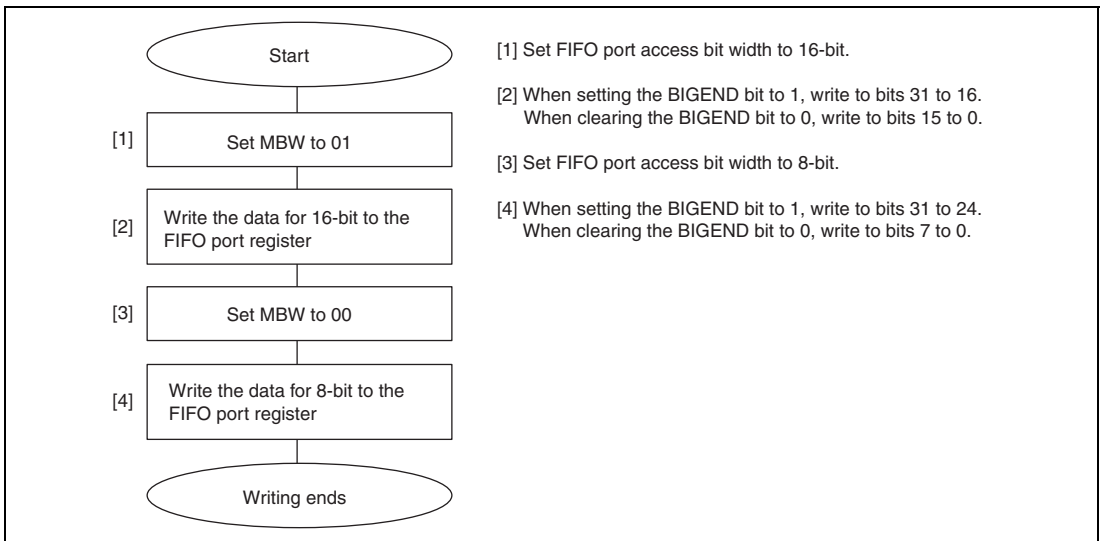 Start
[1]
Set MBW to 01
[2]
Write the data for 16-bit to the
FIFO port register
[3]
Set MBW to 00
[4]
Write the data for 8-bit to the
FIFO port register
Writing ends
[1] Set FIFO port access bit width to 16-bit.
[2] When setting the BIGEND bit to 1, write to bits 31 to 16.
When clearing the BIGEND bit to 0, write to bits 15 to 0.
[3] Set FIFO port access bit width to 8-bit.
[4] When setting the BIGEND bit to 1, write to bits 31 to 24.
When clearing the BIGEND bit to 0, write to bits 7 to 0.